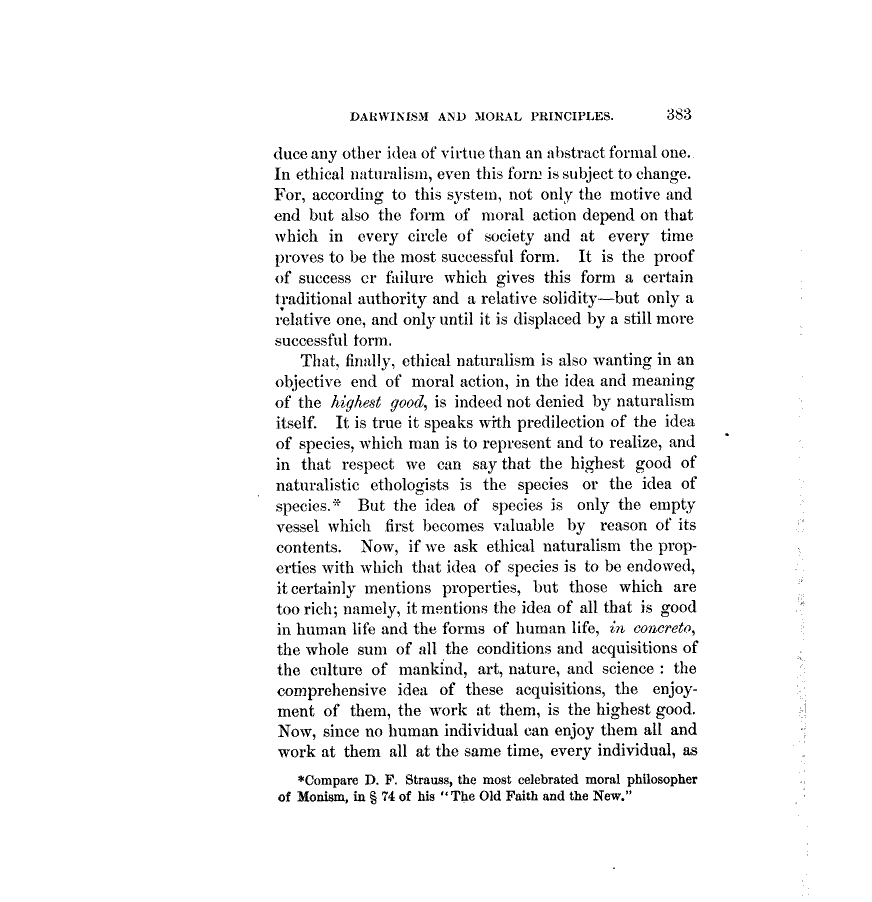 DARWINISM AND MORAL PRINCIPLES. 383
duce any other idea of virtue than an abstract formal one.
In ethical naturalism, even this form is subject to change.
For, according to this system, not only the motive and
end but also the form of moral action depend on that
which in every circle of society and at every time
proves to be the most successful form. It is the proof
of success or failure which gives this form a certain
traditional authority and a relative solidity—but only a
relative one, and only until it is displaced by a still more
successful form.
That, finally, ethical naturalism is also wanting in an
objective end of moral action, in the idea and meaning
of the highest good, is indeed not denied by naturalism
itself. It is true it speaks with predilection of the idea
of species, which man is to represent and to realize, and
in that respect we can say that the highest good of
naturalistic ethologists is the species or the idea of
species.* But the idea of species is only the empty
vessel which first becomes valuable by reason of its
contents. Now, if we ask ethical naturalism the prop-
erties with which that idea of species is to be endowed,
it certainly mentions properties, but those which are
too rich; namely, it mentions the idea of all that is good
in human life and the forms of human life, in concreto,
the whole sum of all the conditions and acquisitions of
the culture of mankind, art, nature, and science : the
comprehensive idea of these acquisitions, the enjoy-
ment of them, the work at them, is the highest good.
Now, since no human individual can enjoy them all and
work at them all at the same time, every individual, as
*Compare D. F. Strauss, the most celebrated moral philosopher
of Monism, in § 74 of his "The Old Faith and the New."